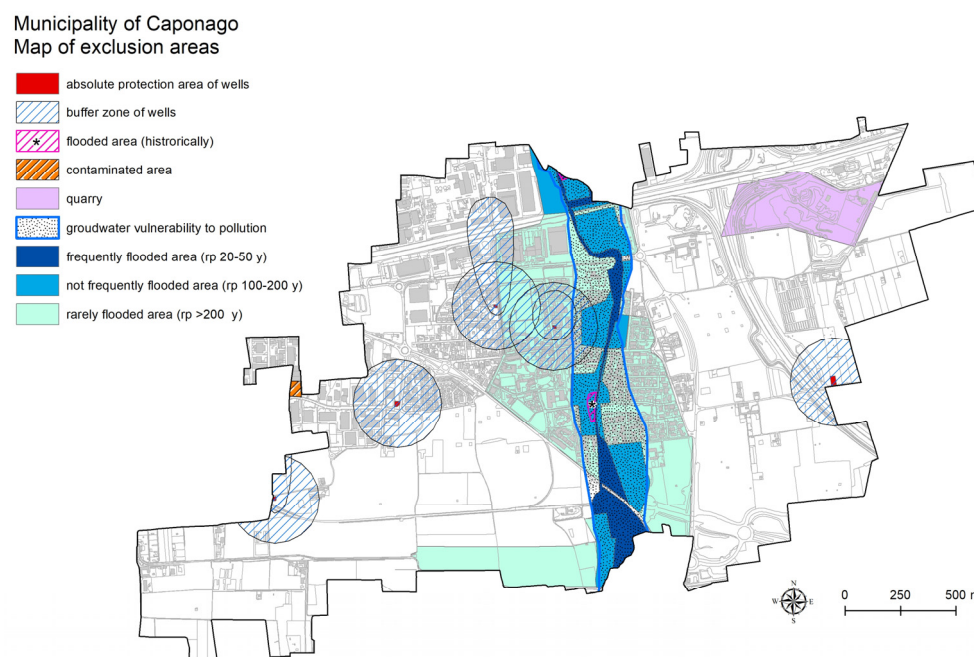 Municipality of Caponago
Map of exclusion areas
absolute protection area of wells
buffer zone of wells
* flooded area (histrorically)
contaminated area
quarry
groudwater vulnerability to pollution
frequently flooded area (rp 20-50 y)
not frequently flooded area (rp 100-200 y)
rarely flooded area (rp >200 y)
*
N
W E
S
0 250 500 m